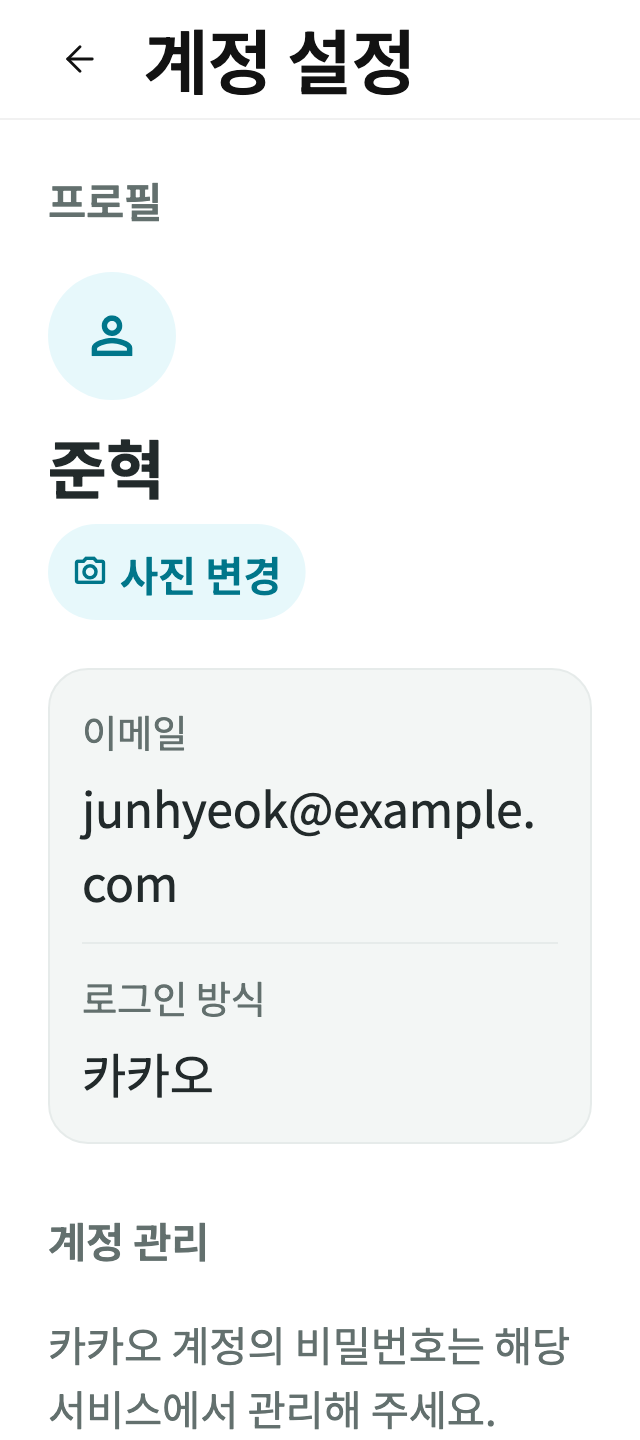 계정 설정
프로필
준혁
사진 변경
이메일
junhyeok@example.
com
로그인 방식
카카오
계정 관리
카카오 계정의 비밀번호는 해당
서비스에서 관리해 주세요.